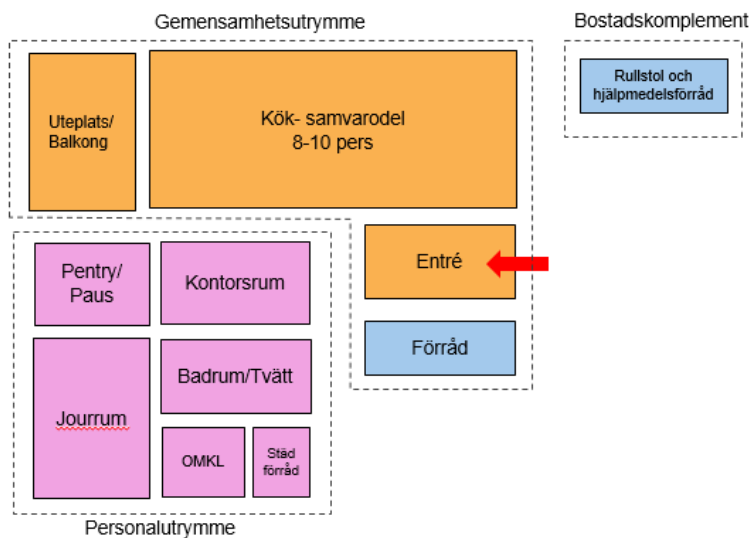 Gemensamhetsutrymme
Bostadskomplement
Uteplats/
Balkong
Kök- samvarodel
8-10 pers
Rullstol och
hjälpmedelsförråd
Entré
Förråd
Pentry/
Paus
Kontorsrum
Jourrum
Badrum/Tvätt
OMKL
Städ
förråd
Personalutrymme